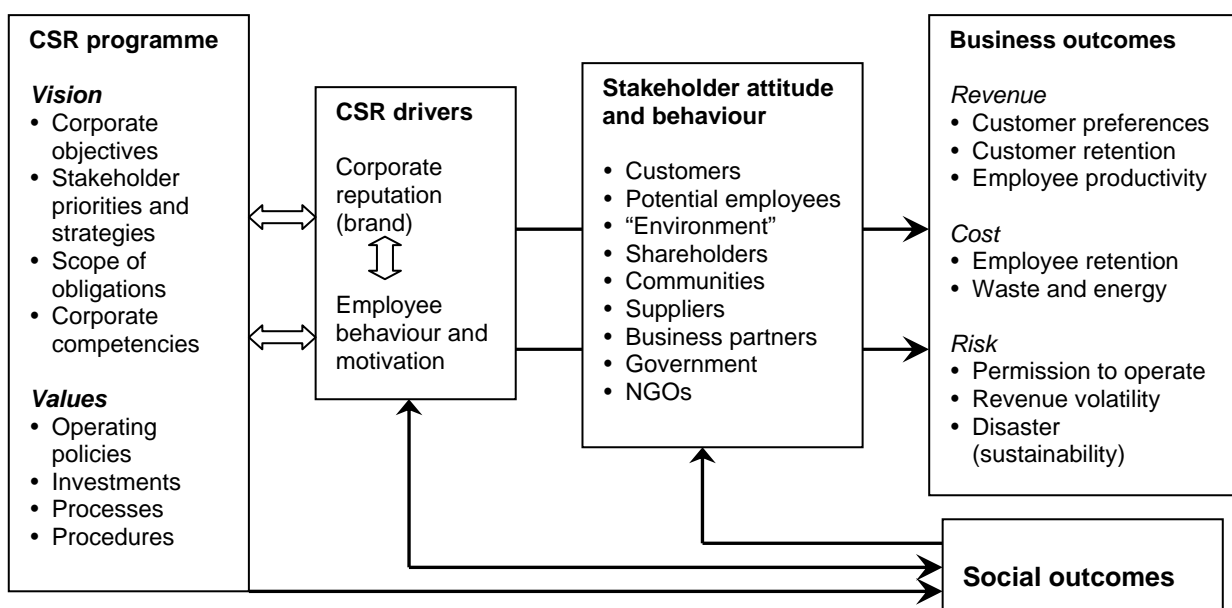 CSR programme
Vision
• Corporate
objectives
• Stakeholder
priorities and
strategies
• Scope of
obligations
• Corporate
competencies
Values
• Operating
policies
• Investments
• Processes
• Procedures
CSR drivers
Corporate
reputation
(brand)
Employee
behaviour and
motivation
Stakeholder attitude
and behaviour
• Customers
• Potential employees
• “Environment”
• Shareholders
• Communities
• Suppliers
• Business partners
• Government
• NGOs
Business outcomes
Revenue
• Customer preferences
• Customer retention
• Employee productivity
Cost
• Employee retention
• Waste and energy
Risk
• Permission to operate
• Revenue volatility
• Disaster
(sustainability)
Social outcomes